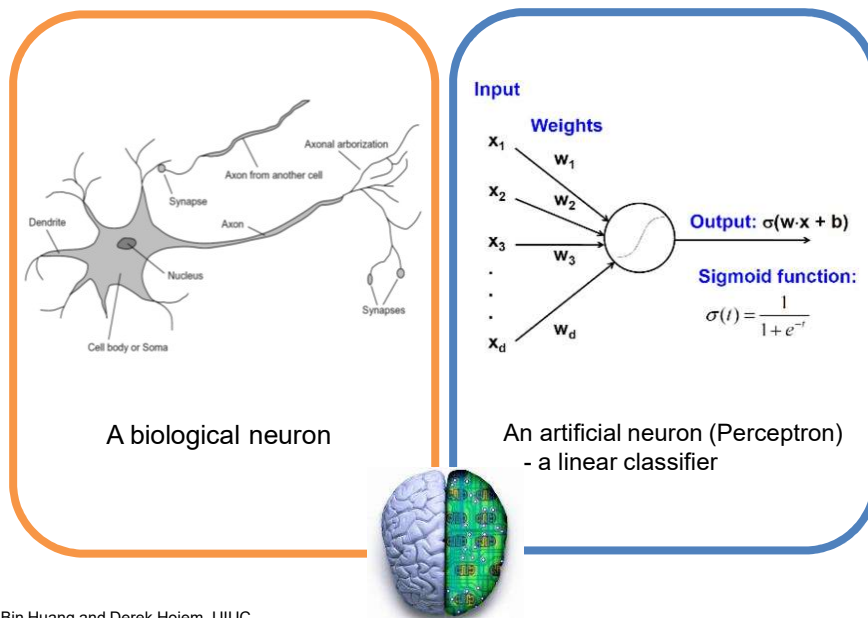 Axonal arborization
Axon from another cell
Synapse
Dendrite
Axon
Nucleus
Synapses
Cell body or Soma
A biological neuron
Input
Weights
x₁
w₁
x₂
w₂
Output: σ(w·x + b)
x₃
w₃
Sigmoid function:
.
.
.
σ(t) = 1 / (1 + e⁻ᵗ)
x_d
w_d
An artificial neuron (Perceptron)
- a linear classifier
Bin Huang and Derek Hoiem, UIUC